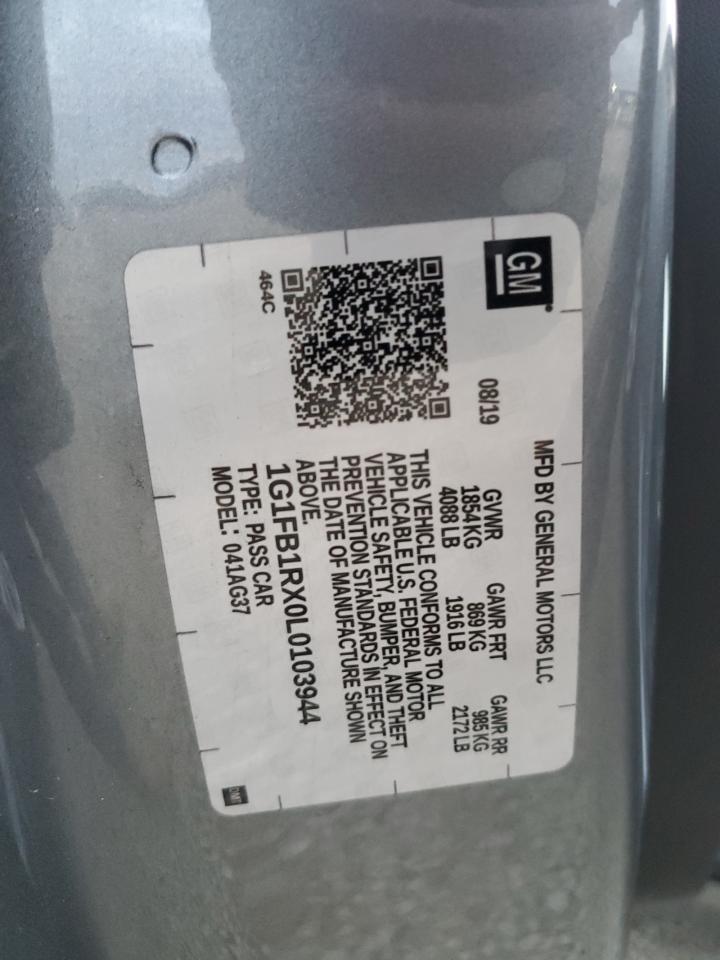 GM
MFD BY GENERAL MOTORS LLC
08/19
GVWR GAWR FRT GAWR RR
1854 KG 869 KG 985 KG
4088 LB 1916 LB 2172 LB
THIS VEHICLE CONFORMS TO ALL
APPLICABLE U.S. FEDERAL MOTOR
VEHICLE SAFETY, BUMPER, AND THEFT
PREVENTION STANDARDS IN EFFECT ON
THE DATE OF MANUFACTURE SHOWN
ABOVE.
1G1FB1RX0L0103944
TYPE: PASS CAR
MODEL: 041AG37
464C